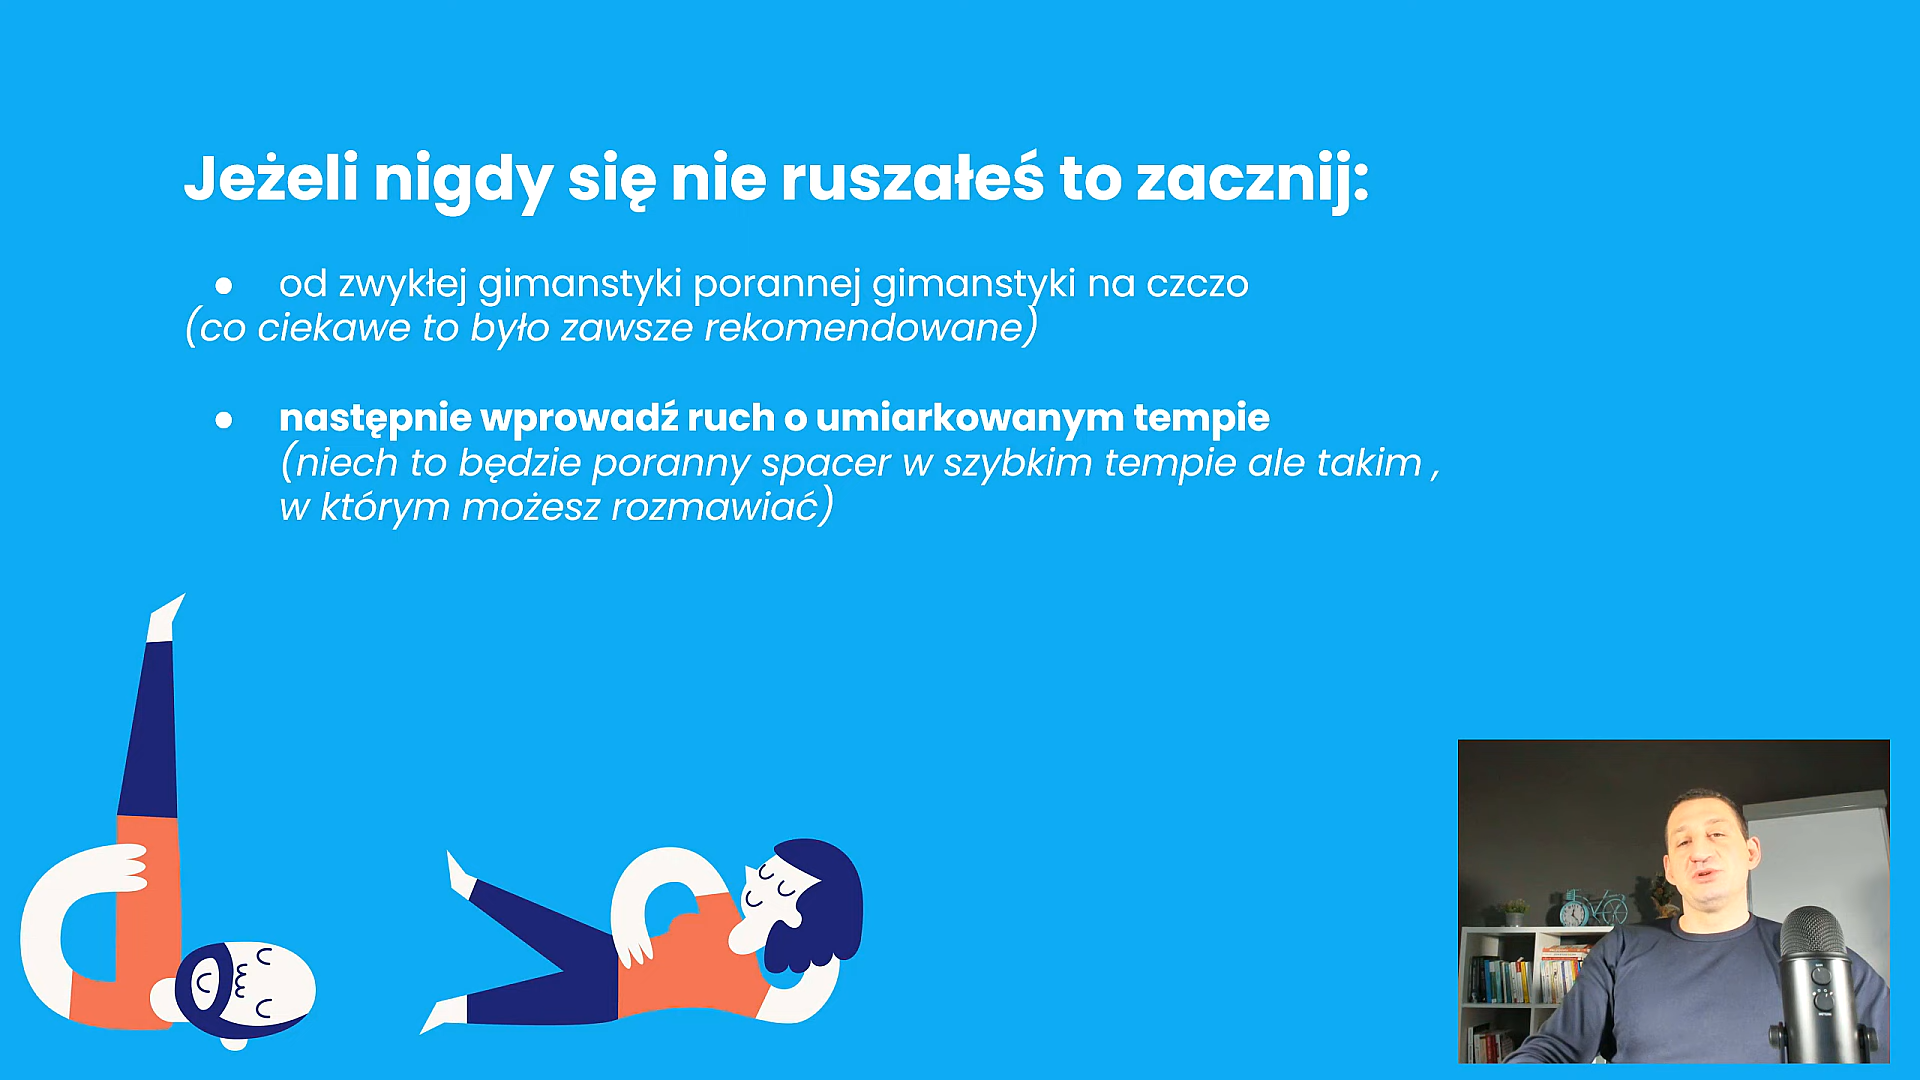 Jeżeli nigdy się nie ruszałeś to zacznij:
● od zwykłej gimanstyki porannej gimanstyki na czczo
(co ciekawe to było zawsze rekomendowane)
● następnie wprowadź ruch o umiarkowanym tempie
(niech to będzie poranny spacer w szybkim tempie ale takim ,
w którym możesz rozmawiać)